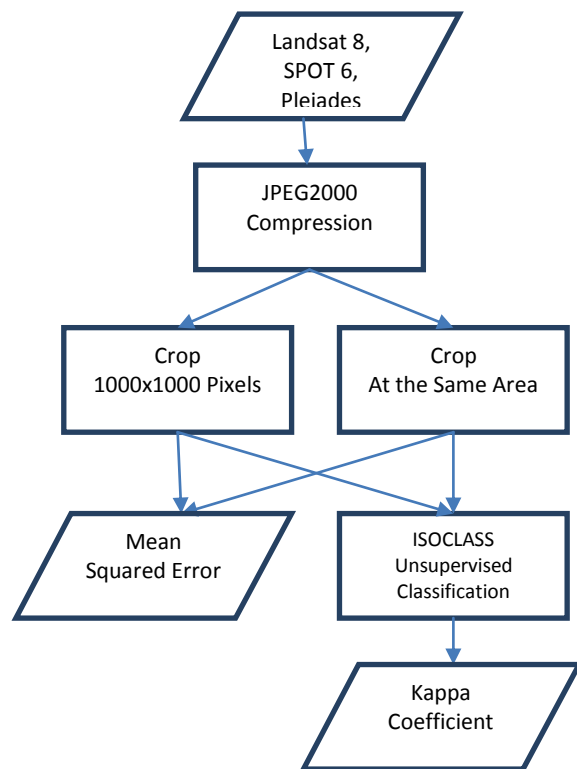 Landsat 8,
SPOT 6,
Pleiades
JPEG2000
Compression
Crop
1000x1000 Pixels
Crop
At the Same Area
Mean
Squared Error
ISOCLASS
Unsupervised
Classification
Kappa
Coefficient